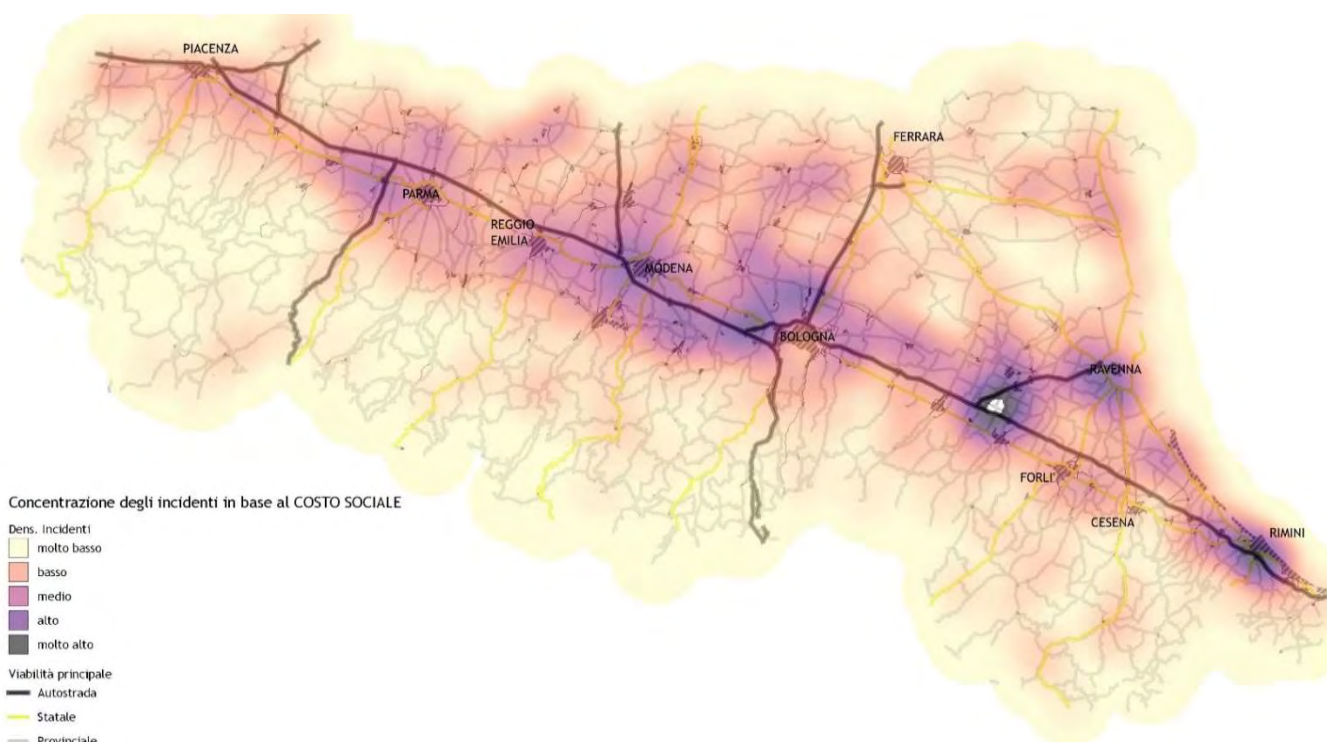 PIACENZA
FERRARA
PARMA
REGGIO
EMILIA
MODENA
BOLOGNA
RAVENNA
FORLI'
CESENA
RIMINI
Concentrazione degli incidenti in base al COSTO SOCIALE
Dens. Incidenti
molto basso
basso
medio
alto
molto alto
Viabilità principale
Autostrada
Statale
Provinciale